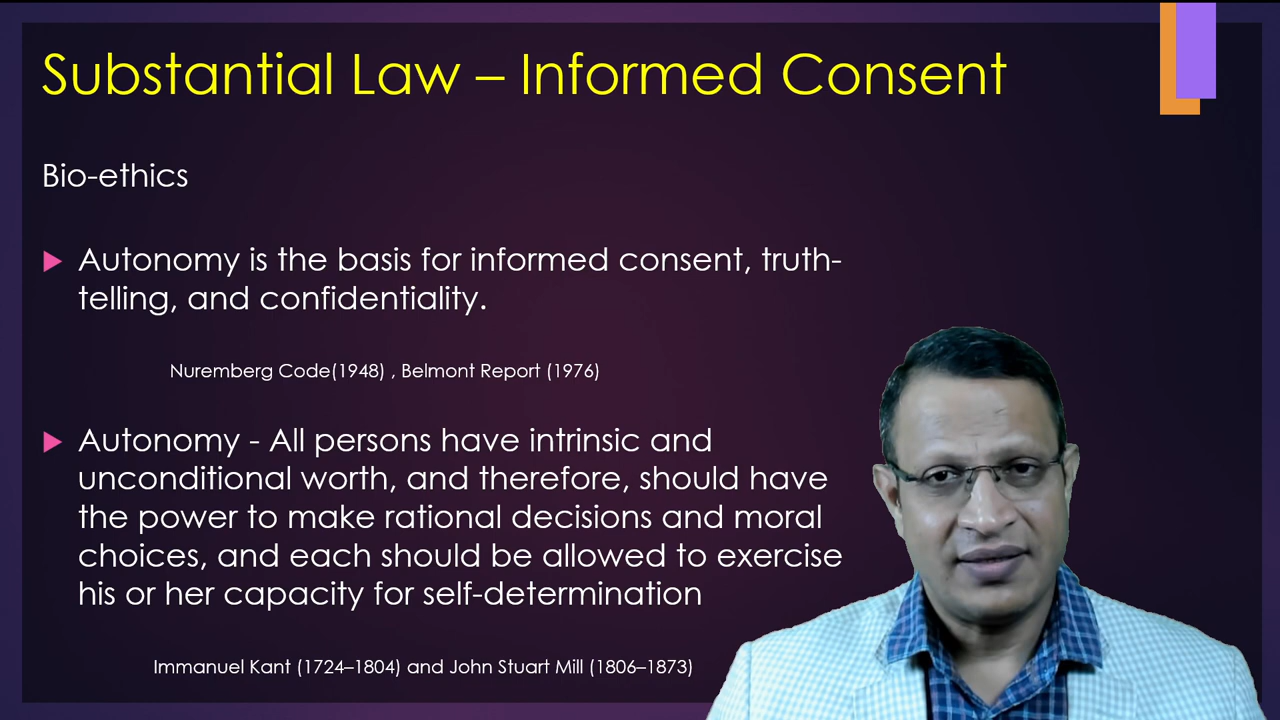 Substantial Law – Informed Consent
Bio-ethics
Autonomy is the basis for informed consent, truth-
telling, and confidentiality.
Nuremberg Code(1948) , Belmont Report (1976)
Autonomy - All persons have intrinsic and
unconditional worth, and therefore, should have
the power to make rational decisions and moral
choices, and each should be allowed to exercise
his or her capacity for self-determination
Immanuel Kant (1724–1804) and John Stuart Mill (1806–1873)